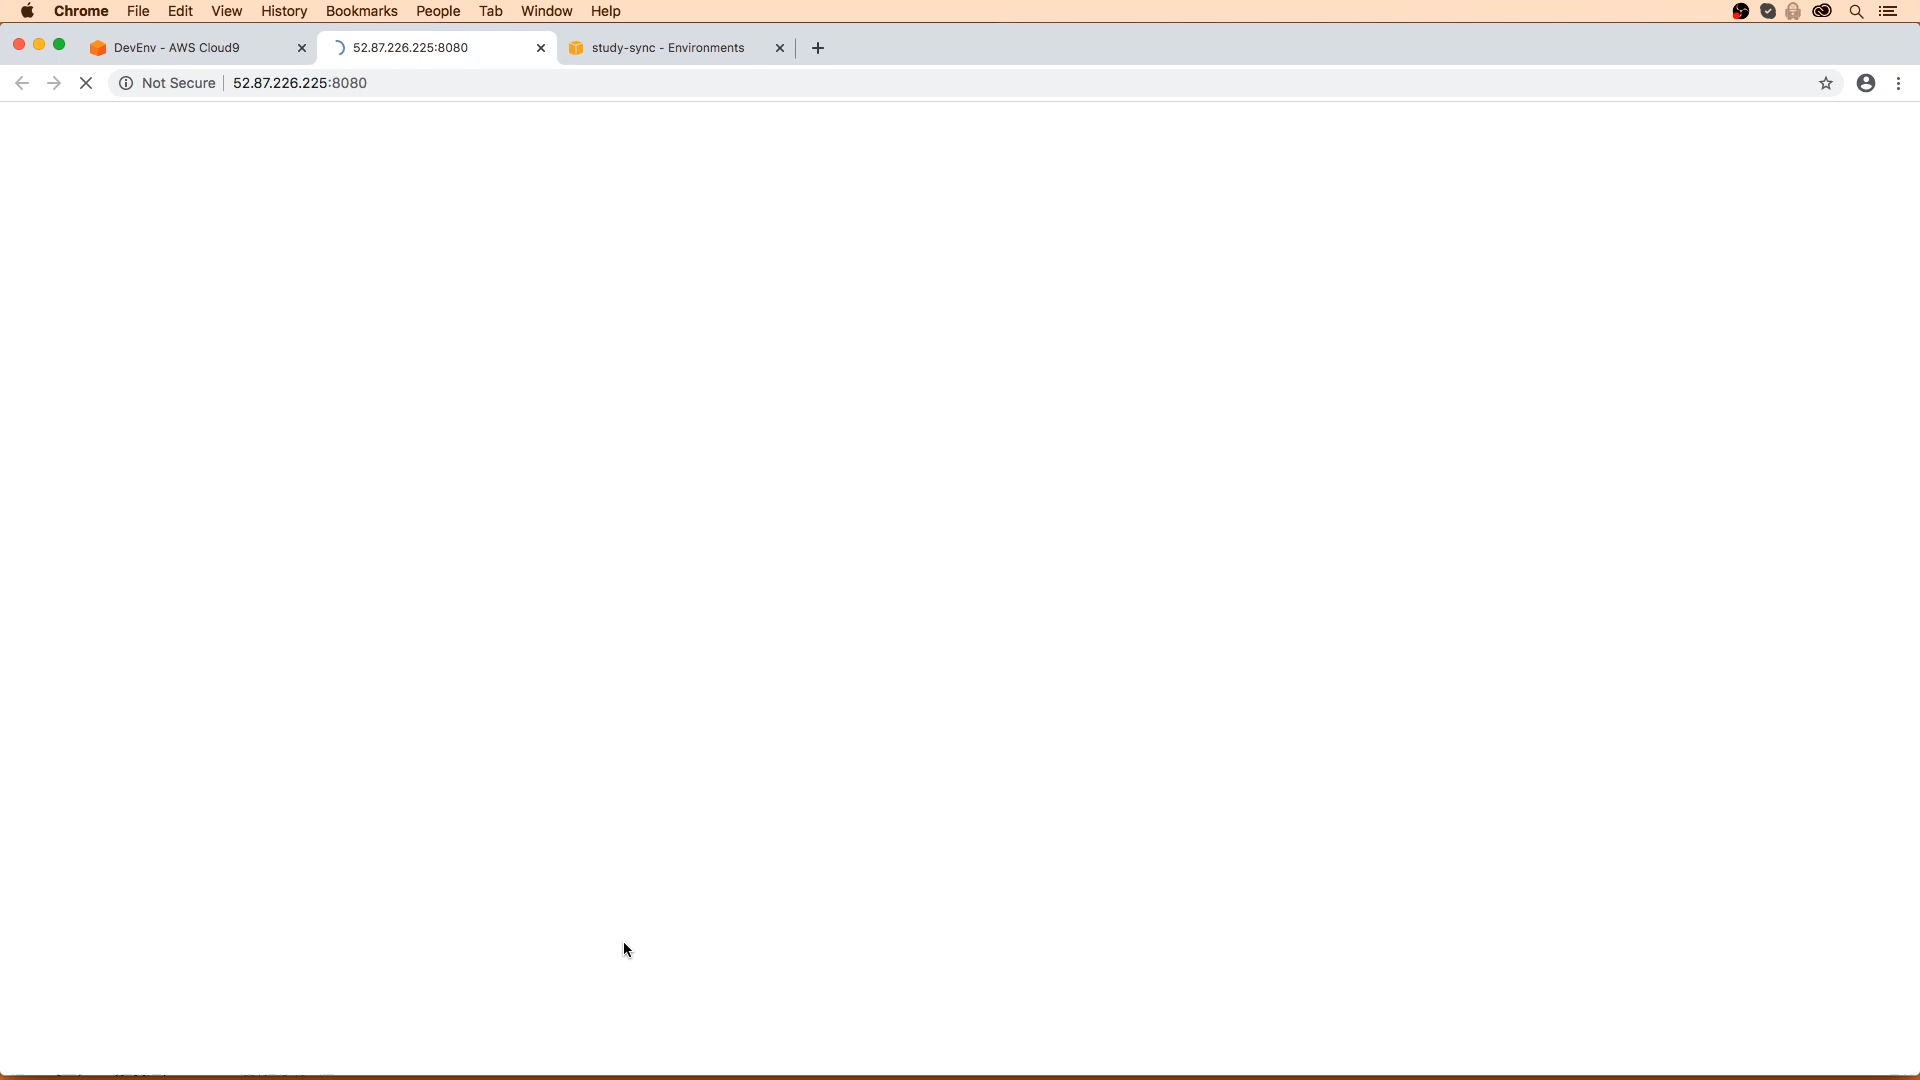 Chrome File Edit View History Bookmarks People Tab Window Help
DevEnv - AWS Cloud9 52.87.226.225:8080 study-sync - Environments
Not Secure 52.87.226.225:8080